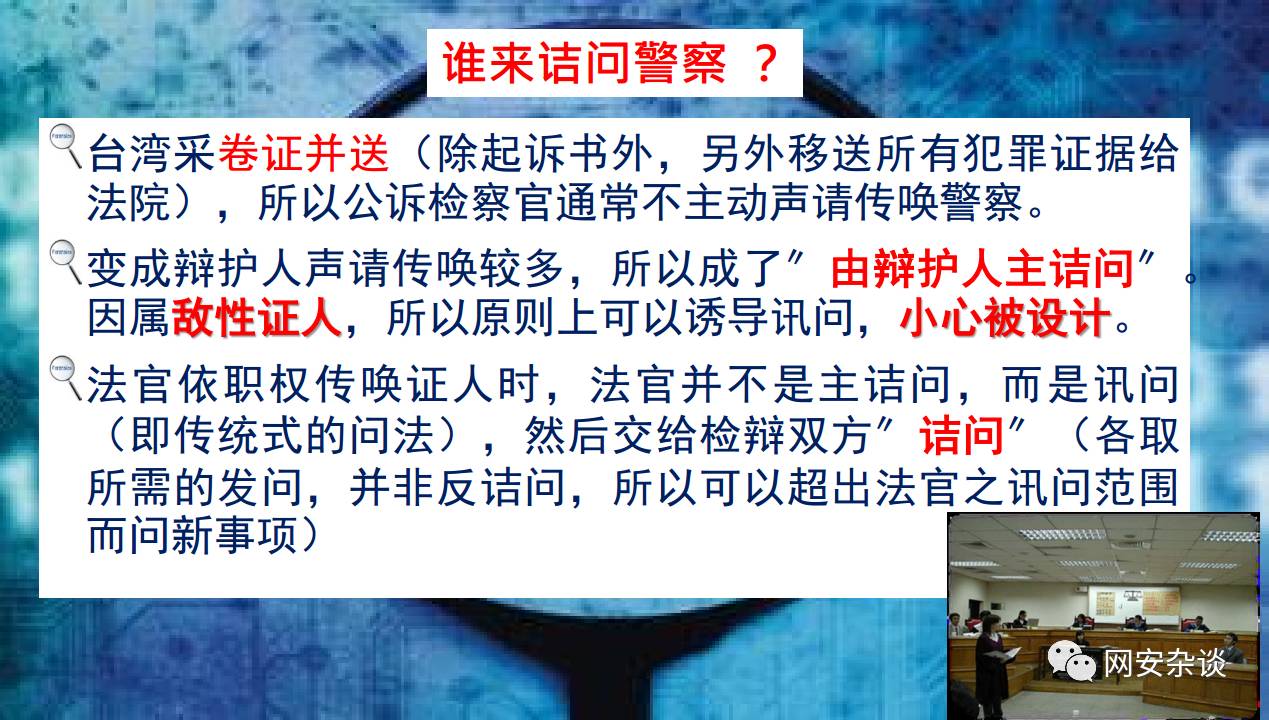 谁来诘问警察 ？
台湾采卷证并送（除起诉书外，另外移送所有犯罪证据给
法院），所以公诉检察官通常不主动声请传唤警察。
变成辩护人声请传唤较多，所以成了〞由辩护人主诘问〞。
因属敌性证人，所以原则上可以诱导讯问，小心被设计。
法官依职权传唤证人时，法官并不是主诘问，而是讯问
（即传统式的问法），然后交给检辩双方〞诘问〞（各取
所需的发问，并非反诘问，所以可以超出法官之讯问范围
而问新事项）
网安杂谈